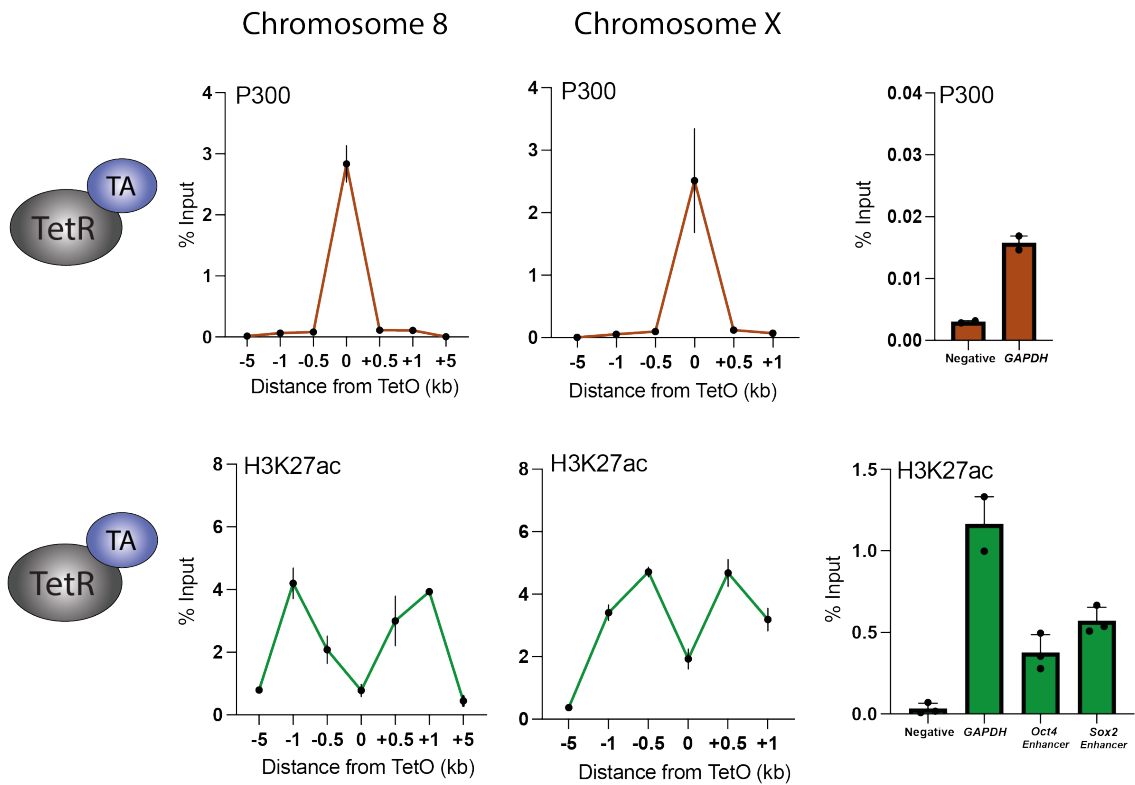 Chromosome 8
Chromosome X
TA
TetR
P300
% Input
4
3
2
1
0
-5 -1 -0.5 0 +0.5 +1 +5
Distance from TetO (kb)
P300
% Input
4
3
2
1
0
-5 -1 -0.5 0 +0.5 +1
Distance from TetO (kb)
P300
% Input
0.04
0.03
0.02
0.01
0.00
Negative GAPDH
TA
TetR
H3K27ac
% Input
8
6
4
2
0
-5 -1 -0.5 0 +0.5 +1 +5
Distance from TetO (kb)
H3K27ac
% Input
8
6
4
2
0
-5 -1 -0.5 0 +0.5 +1
Distance from TetO (kb)
H3K27ac
% Input
1.5
1.0
0.5
0.0
Negative GAPDH Oct4 Sox2
Enhancer Enhancer